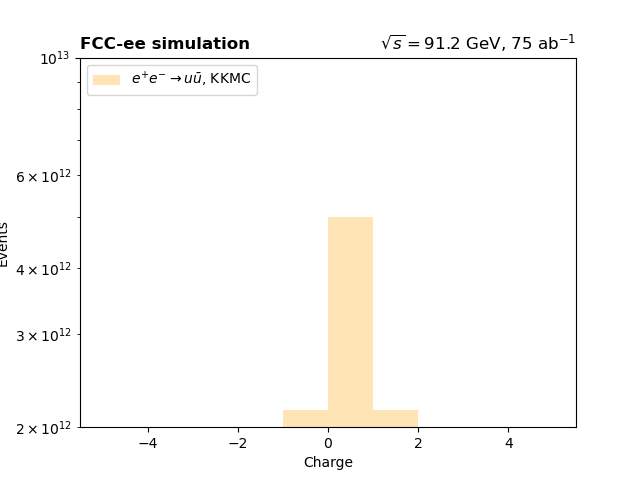 FCC-ee simulation
√s = 91.2 GeV, 75 ab⁻¹
10¹³
e⁺e⁻ → uū, KKMC
6 × 10¹²
4 × 10¹²
3 × 10¹²
2 × 10¹²
Events
−4 −2 0 2 4
Charge